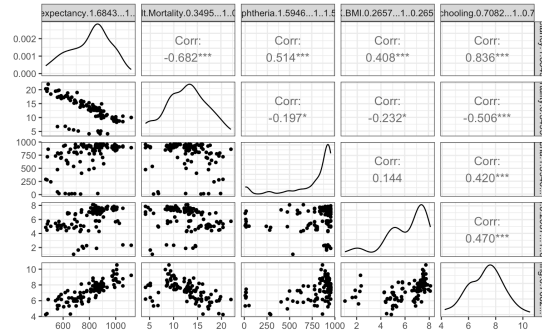 expectancy.1.6843...1..
lt.Mortality.0.3495...1..0
phtheria.1.5946...1..1.5
.BMI.0.2657...1..0.265
chooling.0.7082...1..0.7
0.002
0.001
0.000
Corr:
-0.682***
Corr:
0.514***
Corr:
0.408***
Corr:
0.836***
20
15
10
5
Corr:
-0.197*
Corr:
-0.232*
Corr:
-0.506***
1000
750
500
250
0
Corr:
0.144
Corr:
0.420***
8
6
4
2
Corr:
0.470***
10
8
6
600 800 1000
5 10 15 20
0 250 500 750 1000
2 4 6 8
4 6 8 10